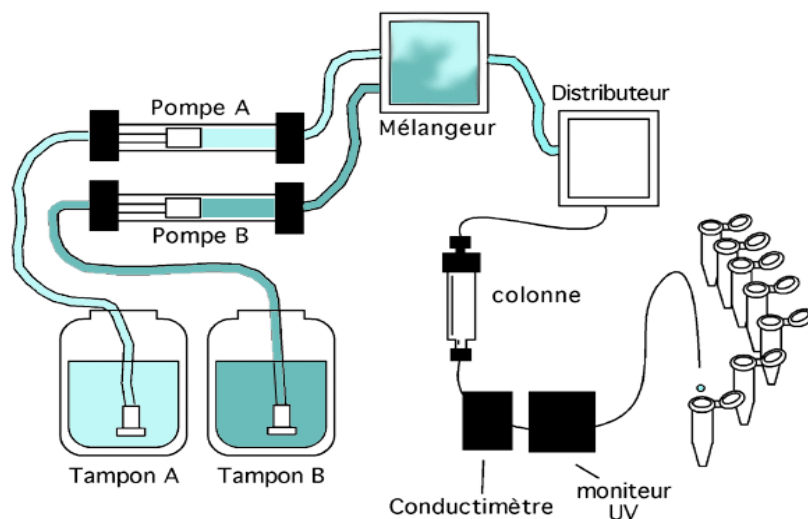 Pompe A
Mélangeur
Distributeur
Pompe B
colonne
Tampon A
Tampon B
Conductimètre
moniteur
UV